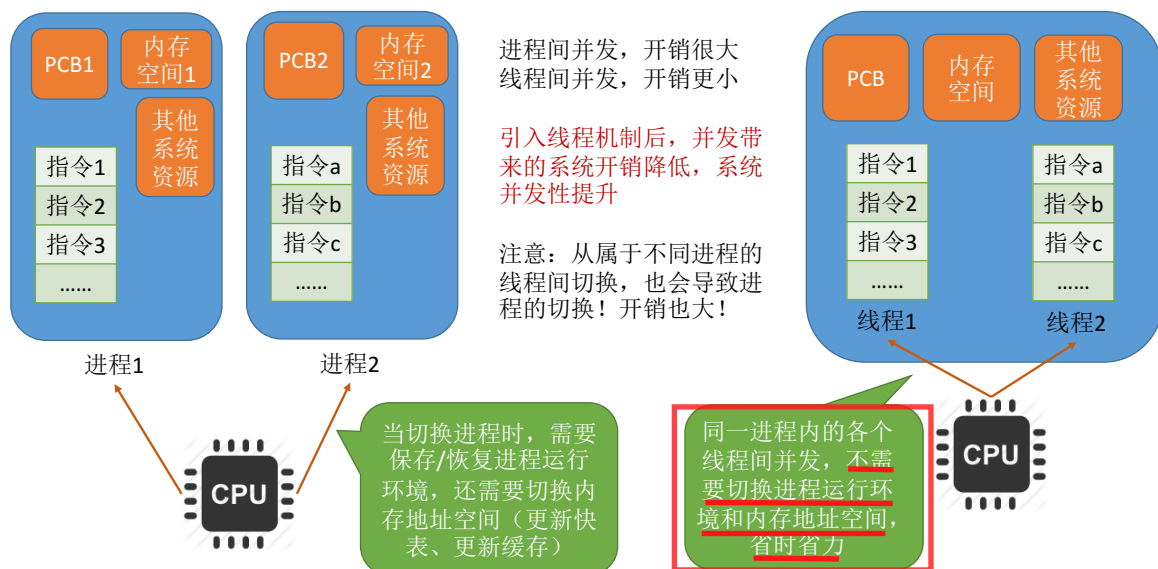 PCB1
内存
空间1
其他
系统
资源
指令1
指令2
指令3
……
进程1
PCB2
内存
空间2
其他
系统
资源
指令a
指令b
指令c
……
进程2
CPU
当切换进程时，需要
保存/恢复进程运行
环境，还需要切换内
存地址空间（更新快
表、更新缓存）
进程间并发，开销很大
线程间并发，开销更小
引入线程机制后，并发带
来的系统开销降低，系统
并发性提升
注意：从属于不同进程的
线程间切换，也会导致进
程的切换！开销也大！
PCB
内存
空间
其他
系统
资源
指令1
指令2
指令3
……
线程1
指令a
指令b
指令c
……
线程2
同一进程内的各个
线程间并发，不需
要切换进程运行环
境和内存地址空间，
省时省力
CPU